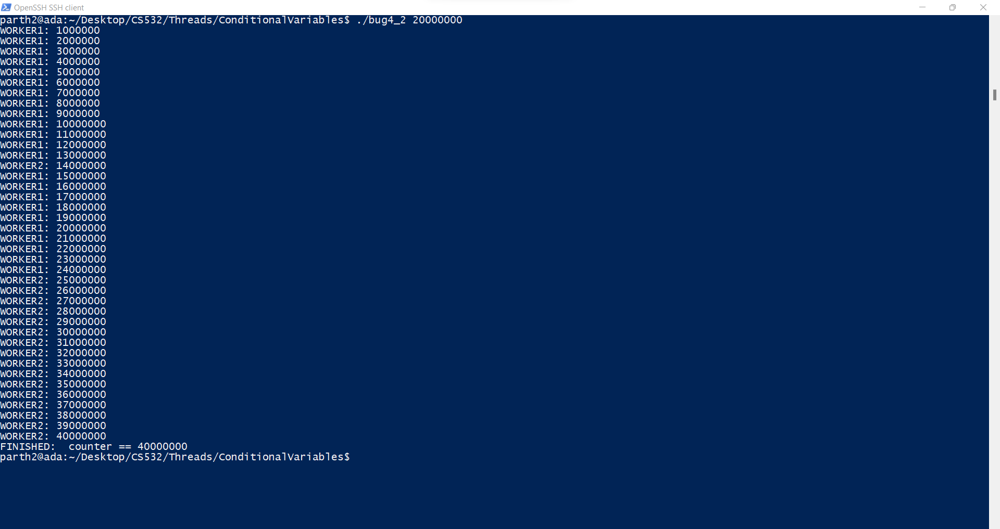 OpenSSH SSH client
parth2@ada:~/Desktop/CS532/Threads/ConditionalVariables$ ./bug4_2 20000000
WORKER1: 1000000
WORKER1: 2000000
WORKER1: 3000000
WORKER1: 4000000
WORKER1: 5000000
WORKER1: 6000000
WORKER1: 7000000
WORKER1: 8000000
WORKER1: 9000000
WORKER1: 10000000
WORKER1: 11000000
WORKER1: 12000000
WORKER1: 13000000
WORKER2: 14000000
WORKER1: 15000000
WORKER1: 16000000
WORKER1: 17000000
WORKER1: 18000000
WORKER1: 19000000
WORKER1: 20000000
WORKER1: 21000000
WORKER1: 22000000
WORKER1: 23000000
WORKER1: 24000000
WORKER2: 25000000
WORKER2: 26000000
WORKER2: 27000000
WORKER2: 28000000
WORKER2: 29000000
WORKER2: 30000000
WORKER2: 31000000
WORKER2: 32000000
WORKER2: 33000000
WORKER2: 34000000
WORKER2: 35000000
WORKER2: 36000000
WORKER2: 37000000
WORKER2: 38000000
WORKER2: 39000000
WORKER2: 40000000
FINISHED:  counter == 40000000
parth2@ada:~/Desktop/CS532/Threads/ConditionalVariables$